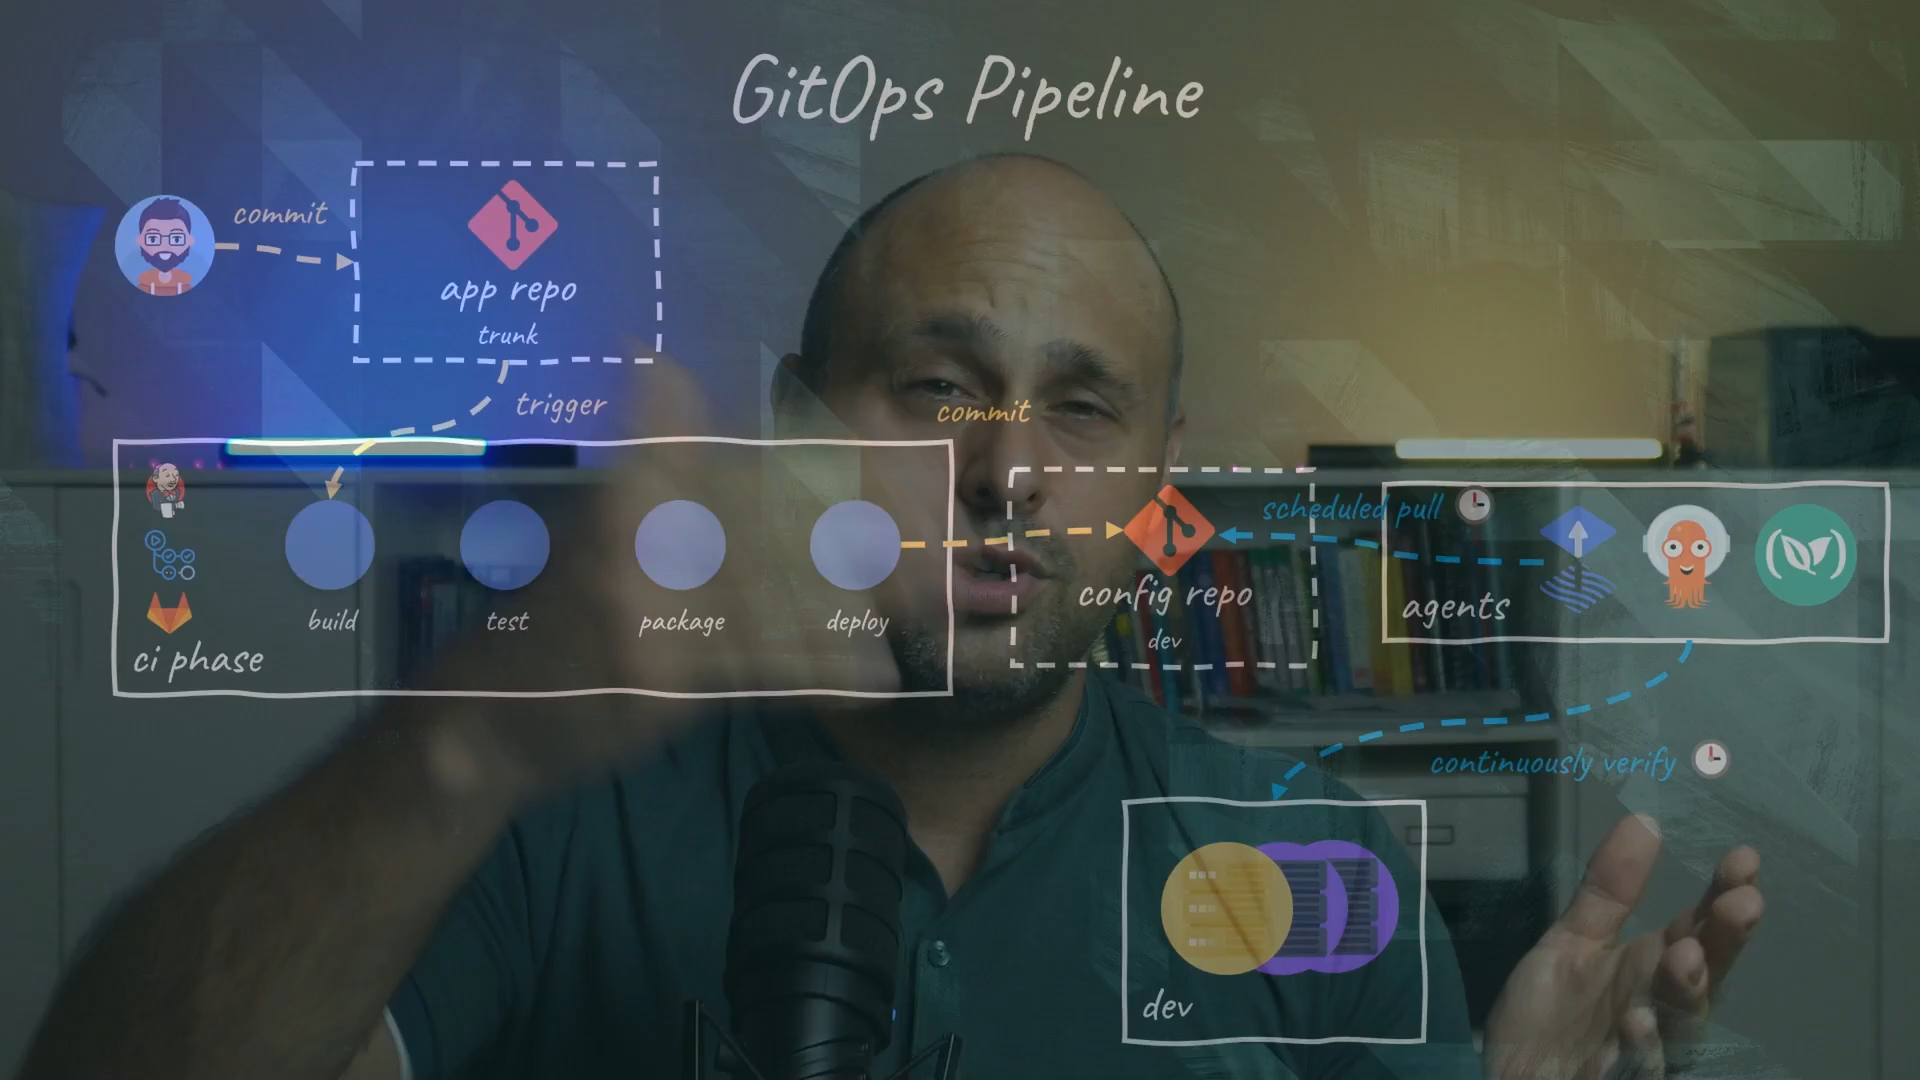 GitOps Pipeline
commit
app repo
trunk
trigger
commit
scheduled pull
build
test
package
deploy
ci phase
config repo
dev
agents
continuously verify
dev